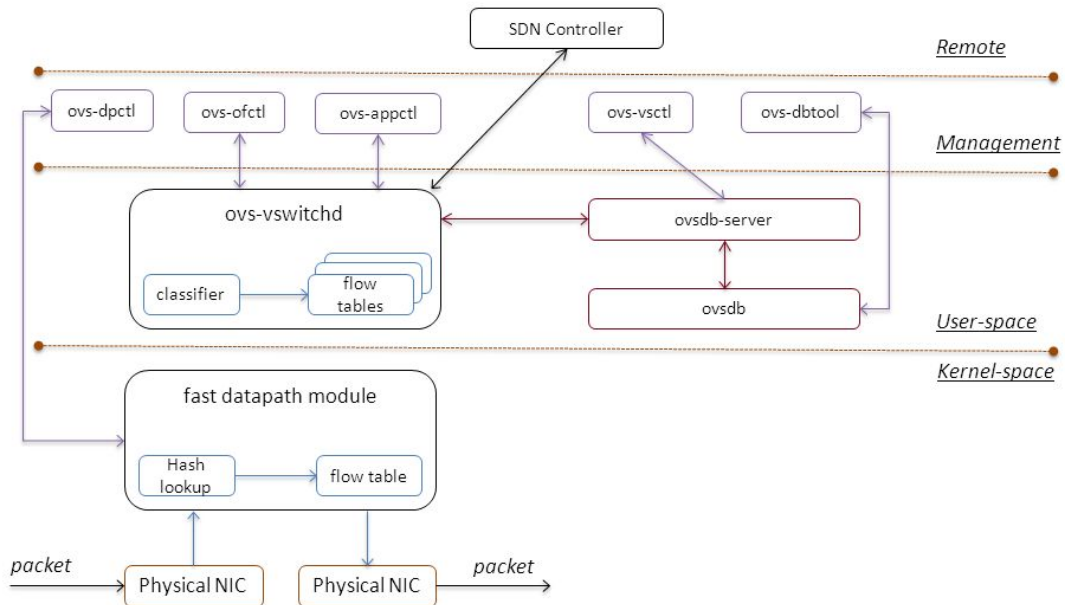 SDN Controller
Remote
ovs-dpctl
ovs-ofctl
ovs-appctl
ovs-vsctl
ovs-dbtool
Management
ovs-vswitchd
ovsdb-server
classifier
flow
tables
ovsdb
User-space
Kernel-space
fast datapath module
Hash
lookup
flow table
packet
Physical NIC
Physical NIC
packet